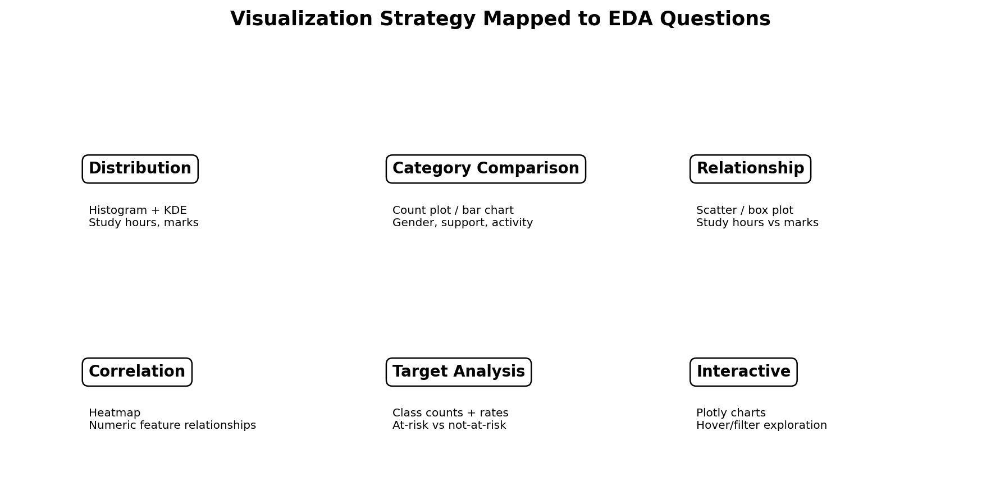 Visualization Strategy Mapped to EDA Questions
Distribution
Histogram + KDE
Study hours, marks
Category Comparison
Count plot / bar chart
Gender, support, activity
Relationship
Scatter / box plot
Study hours vs marks
Correlation
Heatmap
Numeric feature relationships
Target Analysis
Class counts + rates
At-risk vs not-at-risk
Interactive
Plotly charts
Hover/filter exploration